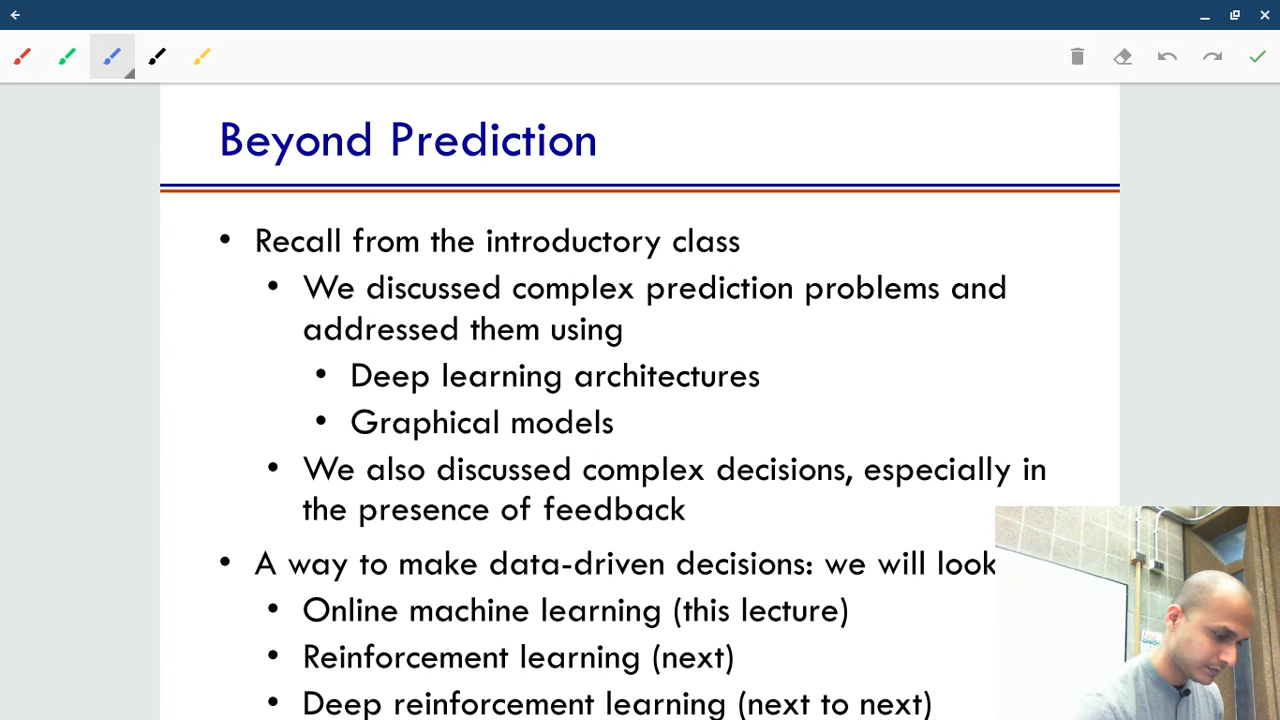 Beyond Prediction
• Recall from the introductory class
• We discussed complex prediction problems and
addressed them using
• Deep learning architectures
• Graphical models
• We also discussed complex decisions, especially in
the presence of feedback
• A way to make data-driven decisions: we will look
• Online machine learning (this lecture)
• Reinforcement learning (next)
• Deep reinforcement learning (next to next)